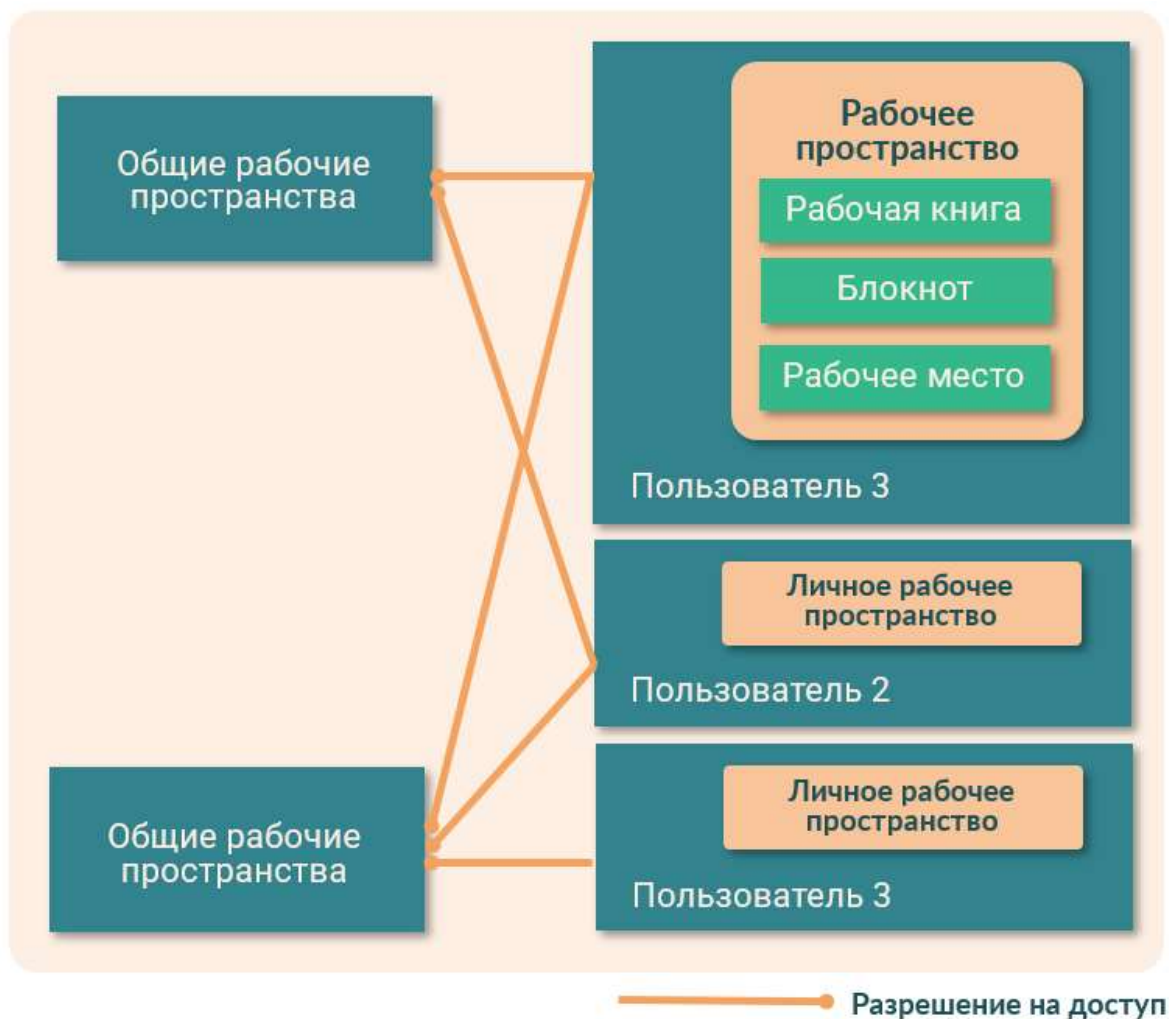 Общие рабочие
пространства
Рабочее
пространство
Рабочая книга
Блокнот
Рабочее место
Пользователь 3
Личное рабочее
пространство
Пользователь 2
Общие рабочие
пространства
Личное рабочее
пространство
Пользователь 3
Разрешение на доступ